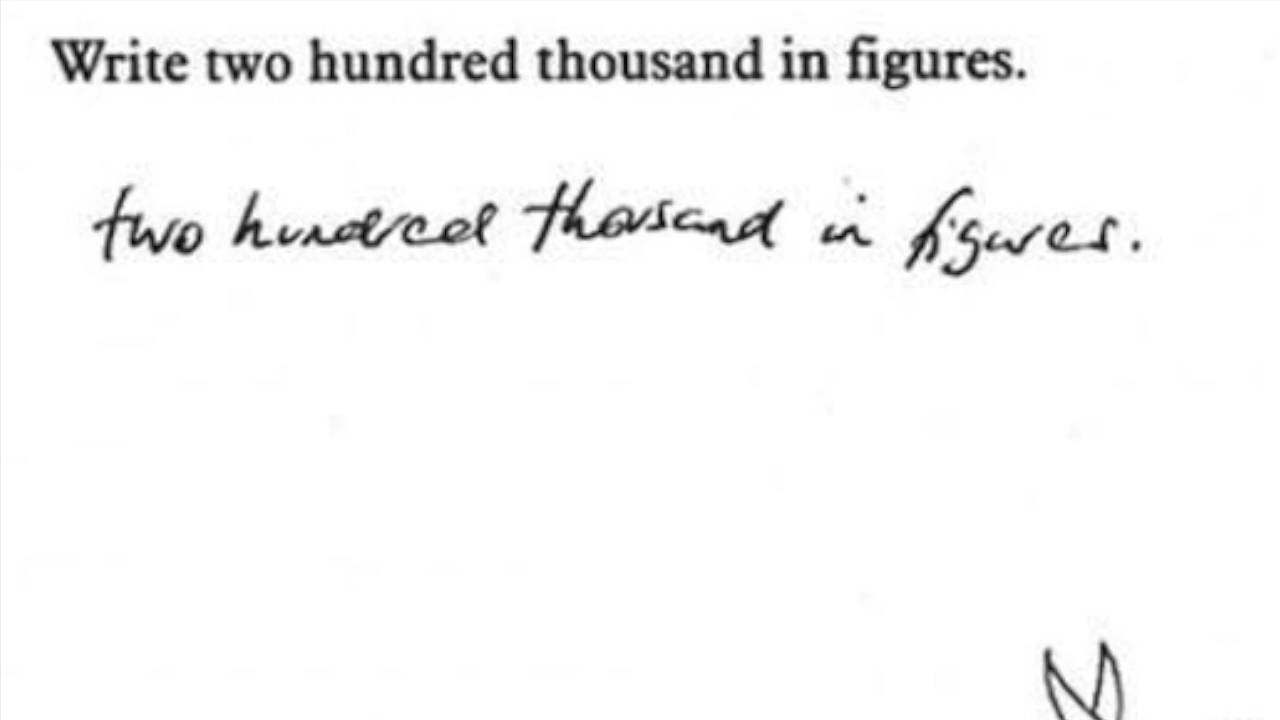 Write two hundred thousand in figures.
two hundred thousand in figures.